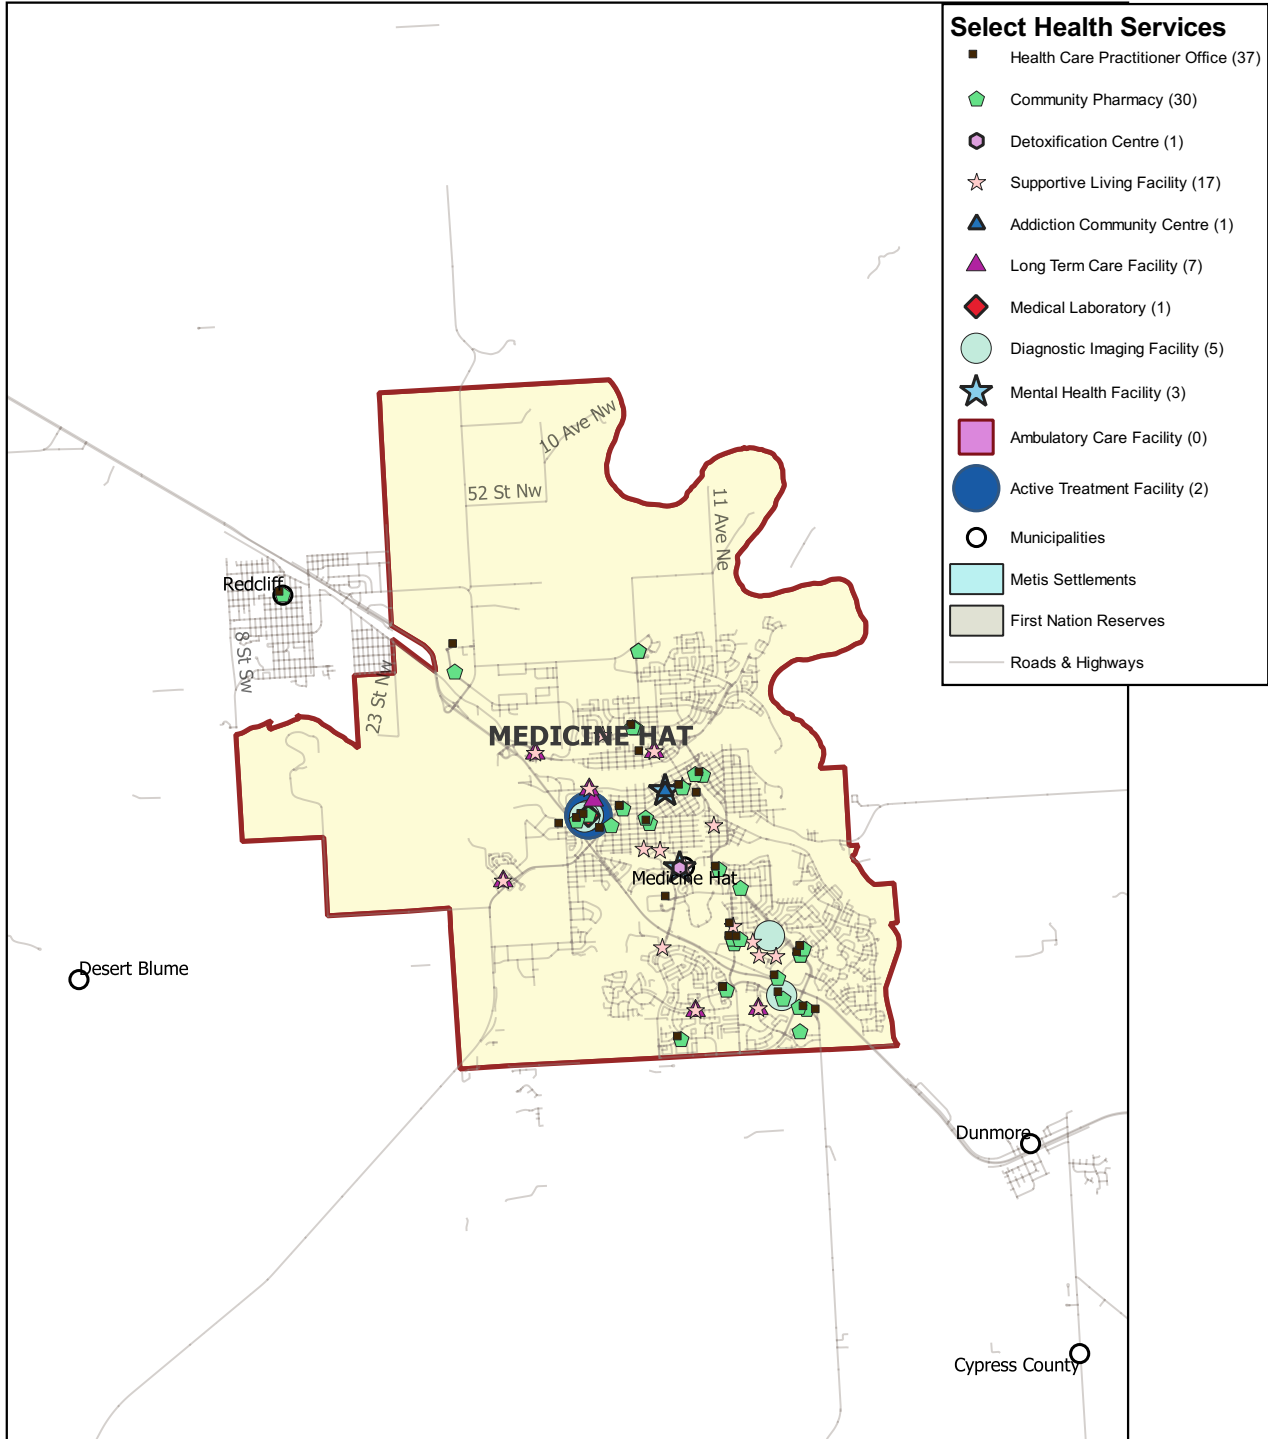 Select Health Services
Health Care Practitioner Office (37)
Community Pharmacy (30)
Detoxification Centre (1)
Supportive Living Facility (17)
Addiction Community Centre (1)
Long Term Care Facility (7)
Medical Laboratory (1)
Diagnostic Imaging Facility (5)
Mental Health Facility (3)
Ambulatory Care Facility (0)
Active Treatment Facility (2)
Municipalities
Metis Settlements
First Nation Reserves
Roads & Highways
10 Ave Nw
52 St Nw
11 Ave Ne
Redcliff
8 St Sw
23 St Nw
MEDICINE HAT
Medicine Hat
Desert Blume
Dunmore
Cypress County